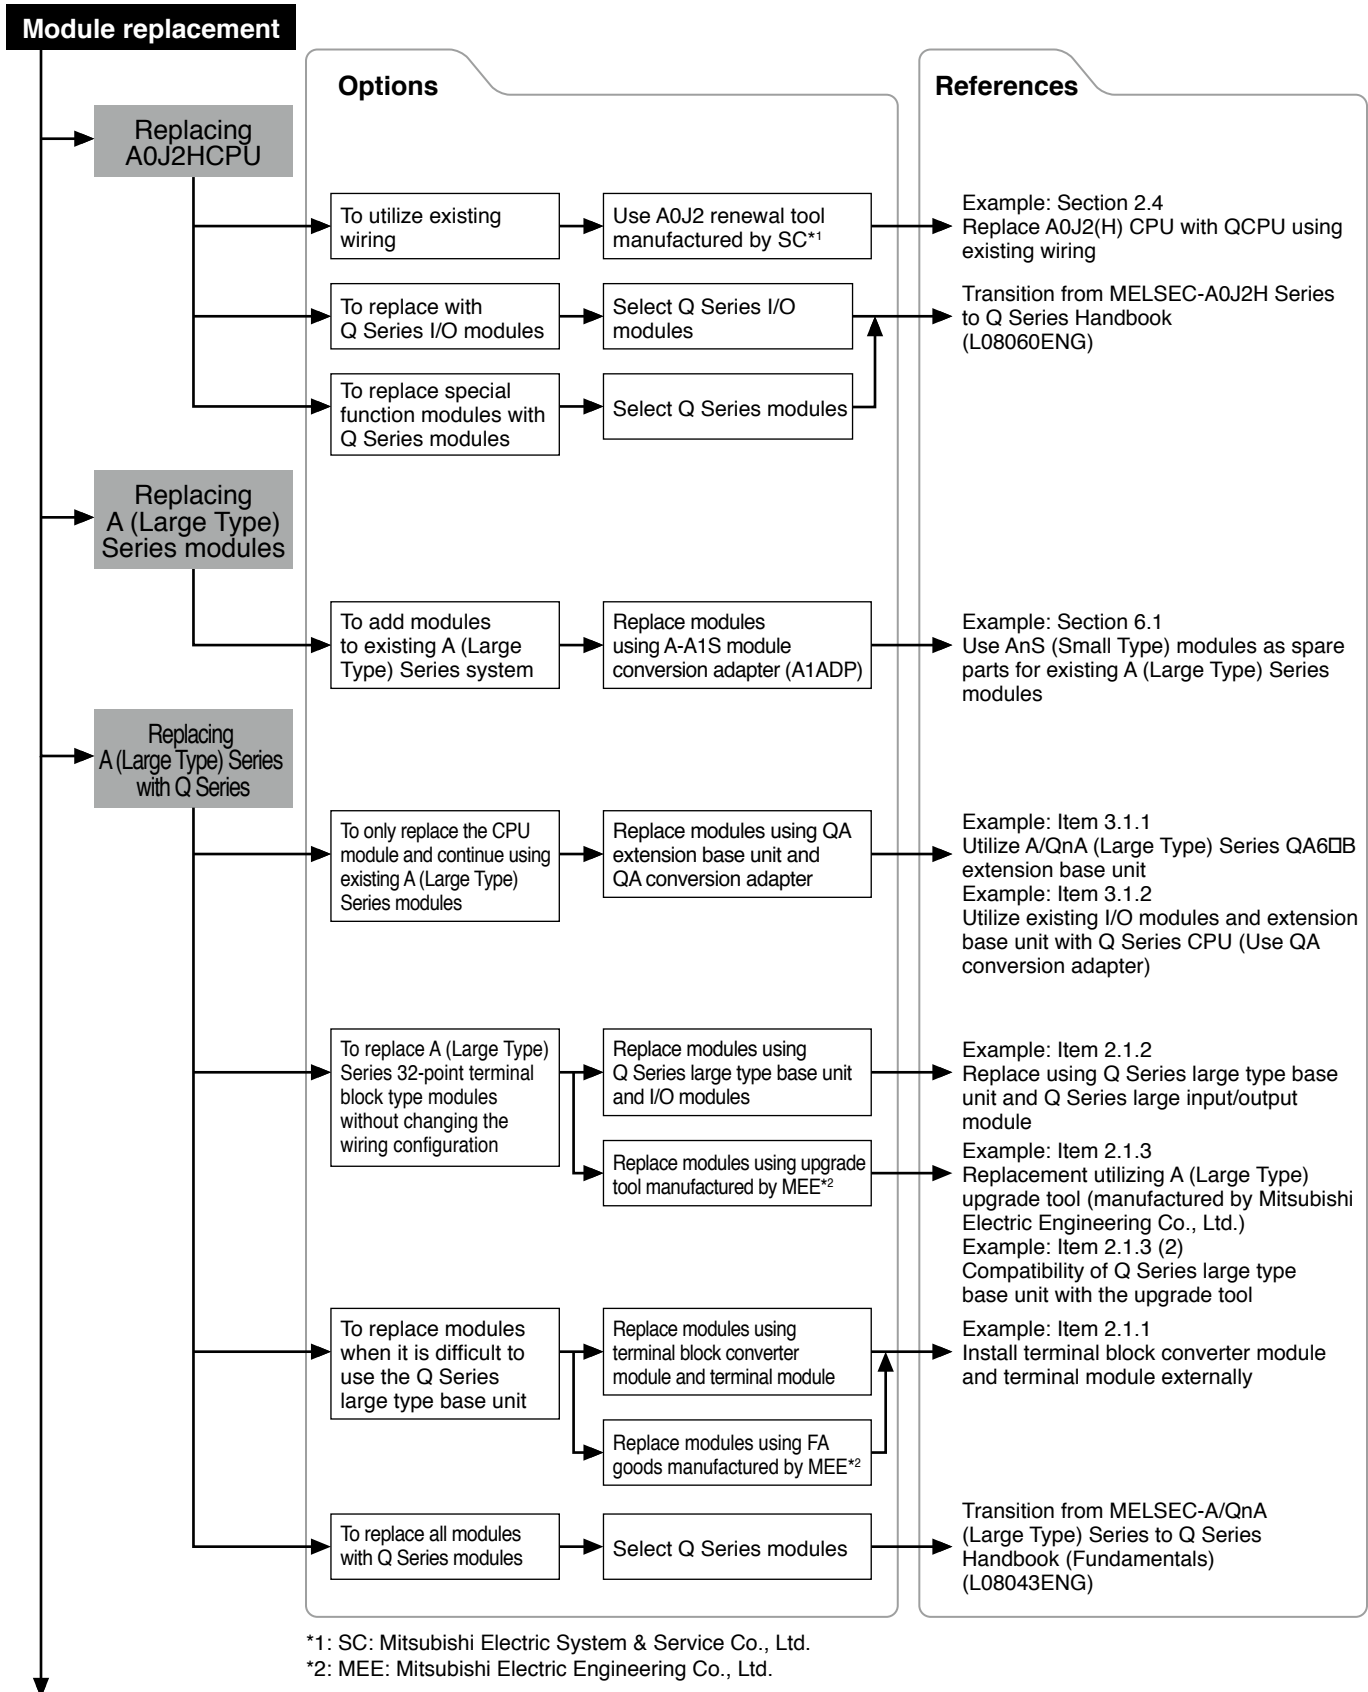 Module replacement
Options
References
Replacing
A0J2HCPU
To utilize existing
wiring
Use A0J2 renewal tool
manufactured by SC*1
Example: Section 2.4
Replace A0J2(H) CPU with QCPU using
existing wiring
To replace with
Q Series I/O modules
Select Q Series I/O
modules
Transition from MELSEC-A0J2H Series
to Q Series Handbook
(L08060ENG)
To replace special
function modules with
Q Series modules
Select Q Series modules
Replacing
A (Large Type)
Series modules
To add modules
to existing A (Large
Type) Series system
Replace modules
using A-A1S module
conversion adapter (A1ADP)
Example: Section 6.1
Use AnS (Small Type) modules as spare
parts for existing A (Large Type) Series
modules
Replacing
A (Large Type) Series
with Q Series
To only replace the CPU
module and continue using
existing A (Large Type)
Series modules
Replace modules using QA
extension base unit and
QA conversion adapter
Example: Item 3.1.1
Utilize A/QnA (Large Type) Series QA6□B
extension base unit
Example: Item 3.1.2
Utilize existing I/O modules and extension
base unit with Q Series CPU (Use QA
conversion adapter)
To replace A (Large Type)
Series 32-point terminal
block type modules
without changing the
wiring configuration
Replace modules using
Q Series large type base unit
and I/O modules
Example: Item 2.1.2
Replace using Q Series large type base
unit and Q Series large input/output
module
Replace modules using upgrade
tool manufactured by MEE*2
Example: Item 2.1.3
Replacement utilizing A (Large Type)
upgrade tool (manufactured by Mitsubishi
Electric Engineering Co., Ltd.)
Example: Item 2.1.3 (2)
Compatibility of Q Series large type
base unit with the upgrade tool
To replace modules
when it is difficult to
use the Q Series
large type base unit
Replace modules using
terminal block converter
module and terminal module
Example: Item 2.1.1
Install terminal block converter module
and terminal module externally
Replace modules using FA
goods manufactured by MEE*2
To replace all modules
with Q Series modules
Select Q Series modules
Transition from MELSEC-A/QnA
(Large Type) Series to Q Series
Handbook (Fundamentals)
(L08043ENG)
*1: SC: Mitsubishi Electric System & Service Co., Ltd.
*2: MEE: Mitsubishi Electric Engineering Co., Ltd.